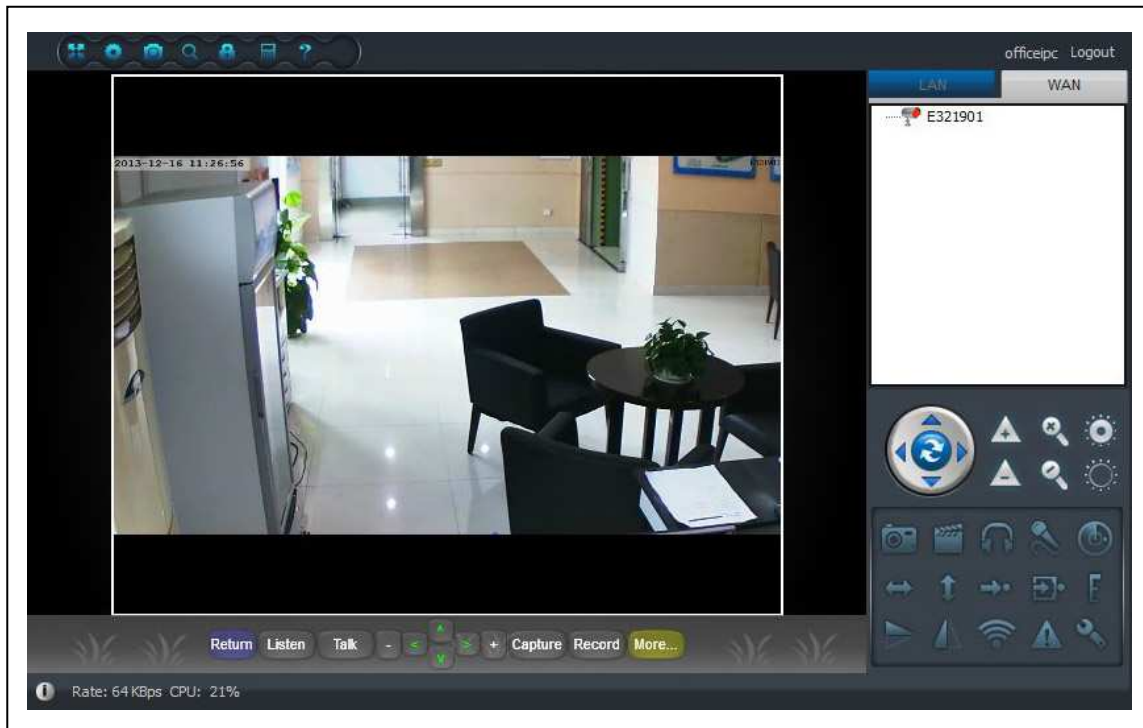 officeipc Logout
LAN WAN
E321901
2013-12-16 11:26:56
Return Listen Talk - < ^ v > + Capture Record More...
Rate: 64 KBps CPU: 21%